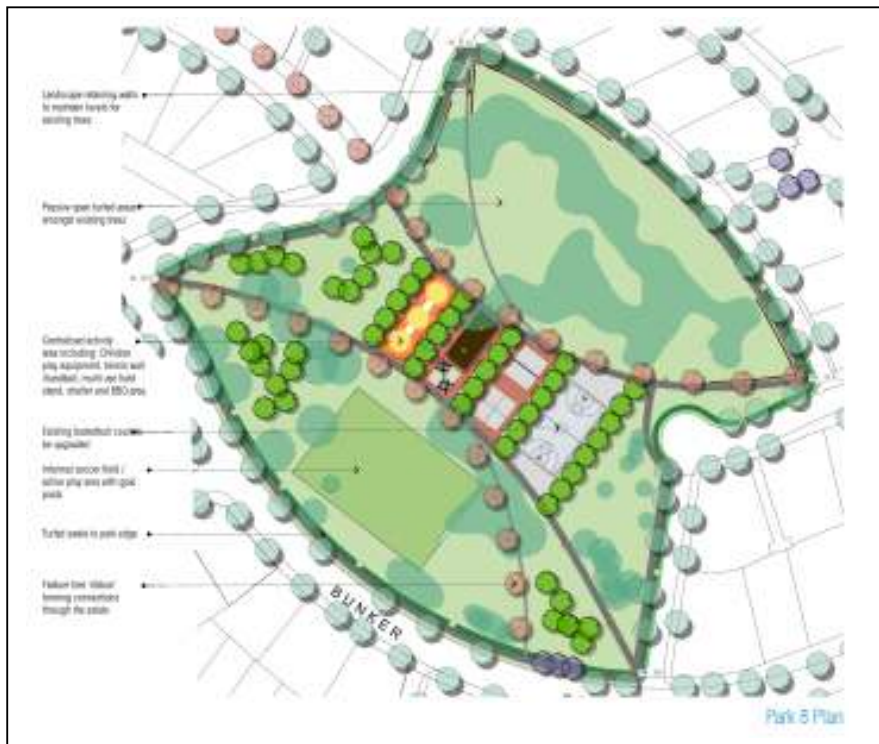 Landscape retaining walls
to maintain levels for
existing trees
Passive open turfed areas
amongst existing trees
Centralised activity
area including: Children
play equipment, tennis wall
/handball, multi use
shelter and BBQ area
Existing basketball courts
be upgraded
Informal soccer field /
active play area with goal
posts
Turfed swale to park edge
Feature tree
forming connections
through the estate
BUNKER
Park 8 Plan